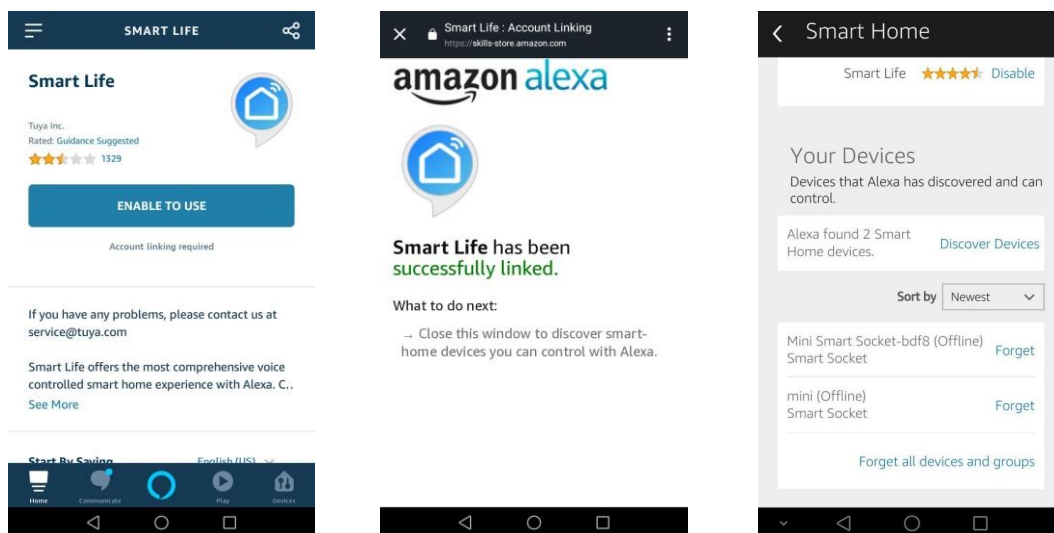 SMART LIFE
Smart Life
Tuya Inc.
Rated: Guidance Suggested
1329
ENABLE TO USE
Account linking required
If you have any problems, please contact us at
service@tuya.com
Smart Life offers the most comprehensive voice
controlled smart home experience with Alexa. C..
See More
Start By Saying English (US)
Home Communicate Play Devices
Smart Life : Account Linking
https://skills-store.amazon.com
amazon alexa
Smart Life has been
successfully linked.
What to do next:
→ Close this window to discover smart-
home devices you can control with Alexa.
Smart Home
Smart Life Disable
Your Devices
Devices that Alexa has discovered and can
control.
Alexa found 2 Smart
Home devices.
Discover Devices
Sort by Newest
Mini Smart Socket-bdf8 (Offline)
Smart Socket
Forget
mini (Offline)
Smart Socket
Forget
Forget all devices and groups